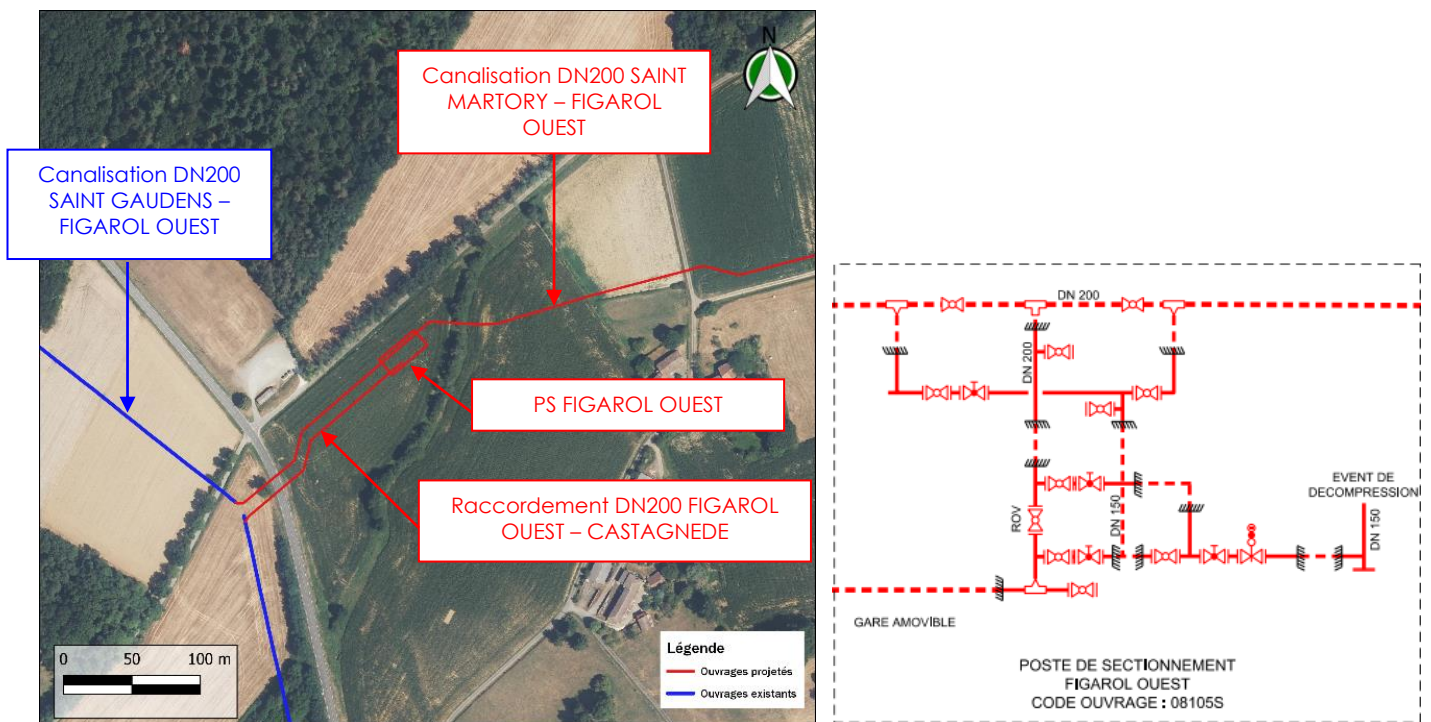 N
Canalisation DN200 SAINT
MARTORY – FIGAROL
OUEST
Canalisation DN200
SAINT GAUDENS –
FIGAROL OUEST
PS FIGAROL OUEST
Raccordement DN200 FIGAROL
OUEST – CASTAGNEDE
0 50 100 m
Légende
Ouvrages projetés
Ouvrages existants
DN 200
DN 200
DN 150
ROV
EVENT DE
DECOMPRESSION
DN 150
GARE AMOVIBLE
POSTE DE SECTIONNEMENT
FIGAROL OUEST
CODE OUVRAGE : 08105S